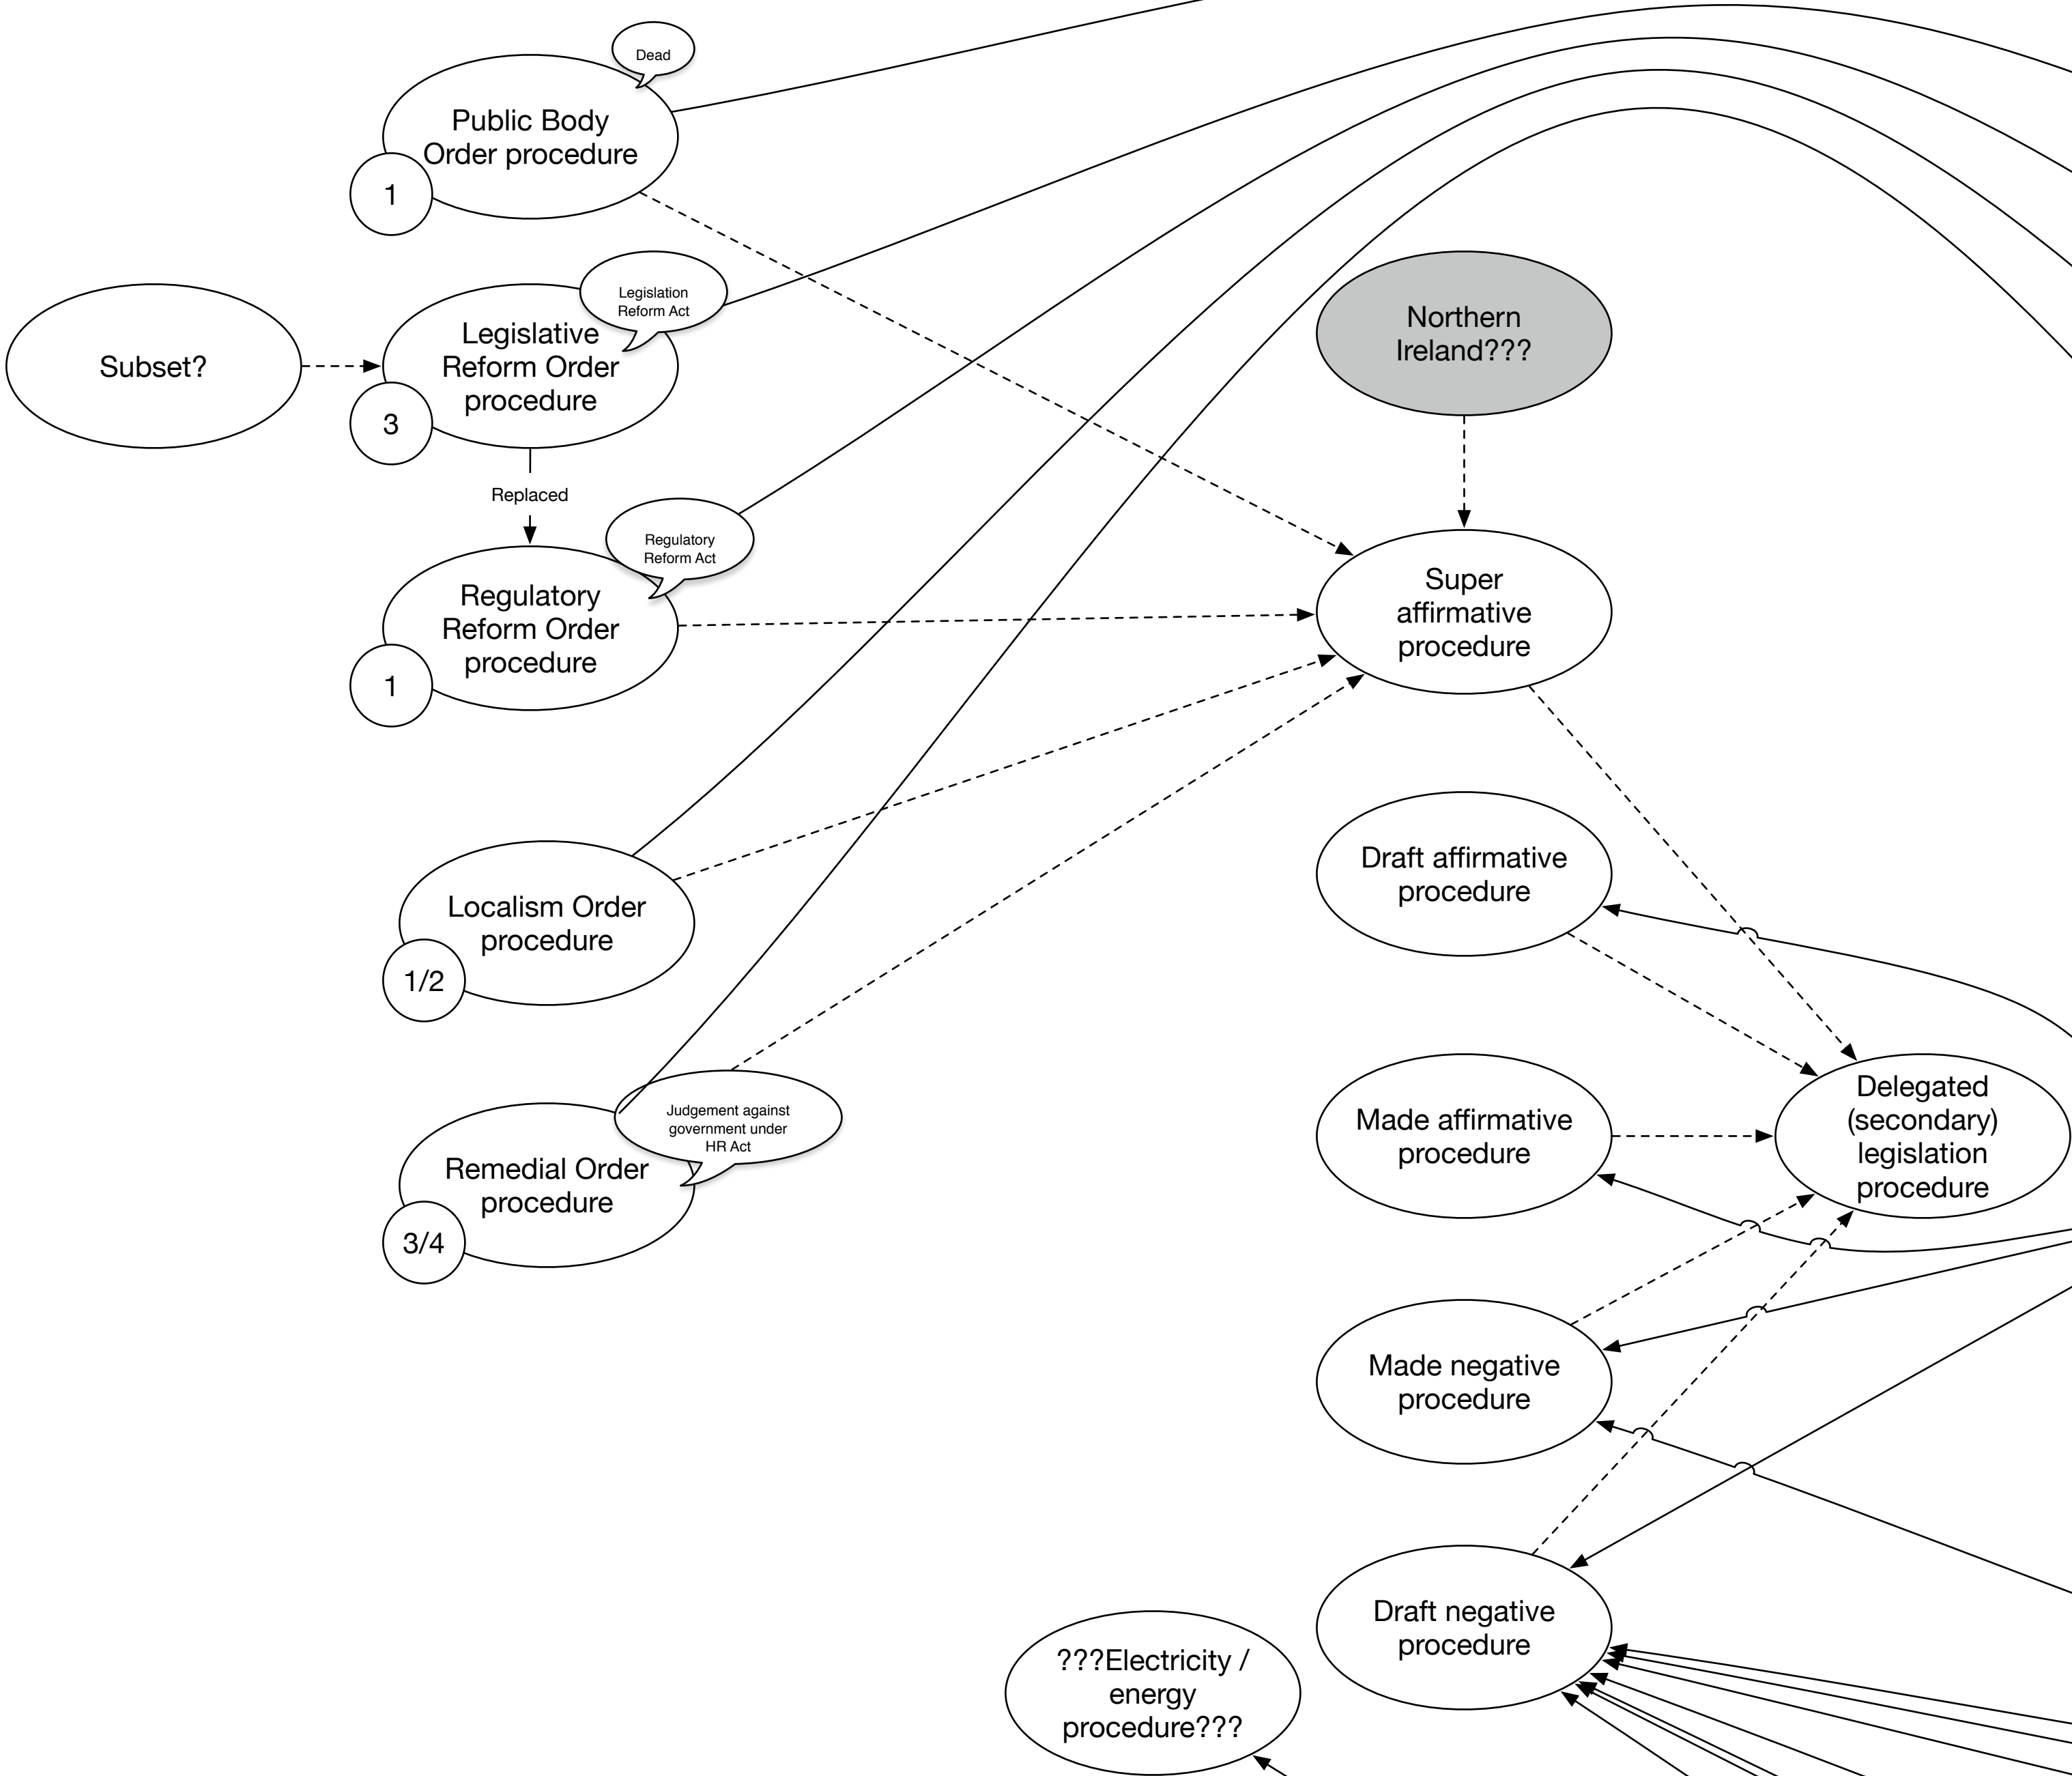 Dead
Public Body
Order procedure
1
Legislation
Reform Act
Subset?
Legislative
Reform Order
procedure
3
Northern
Ireland???
Replaced
Regulatory
Reform Act
Regulatory
Reform Order
procedure
1
Super
affirmative
procedure
Localism Order
procedure
1/2
Draft affirmative
procedure
Judgement against
government under
HR Act
Remedial Order
procedure
3/4
Made affirmative
procedure
Delegated
(secondary)
legislation
procedure
Made negative
procedure
Draft negative
procedure
???Electricity /
energy
procedure???